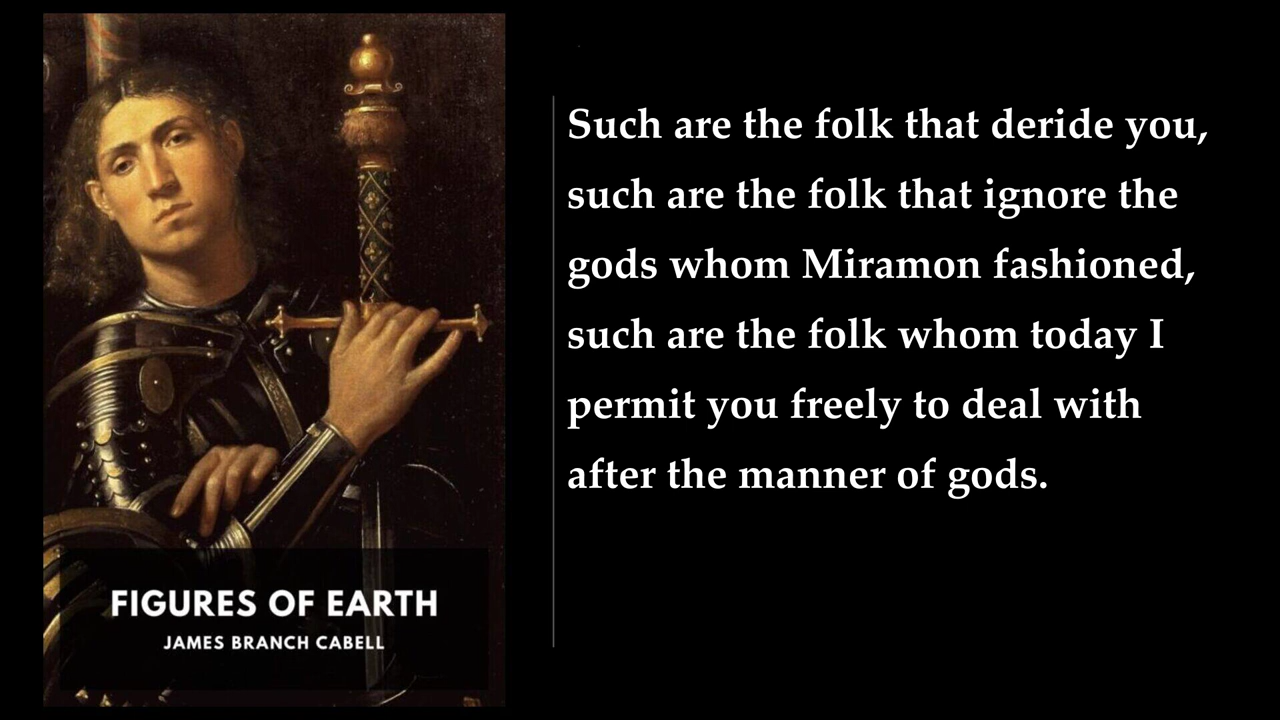 Such are the folk that deride you,
such are the folk that ignore the
gods whom Miramon fashioned,
such are the folk whom today I
permit you freely to deal with
after the manner of gods.
FIGURES OF EARTH
JAMES BRANCH CABELL